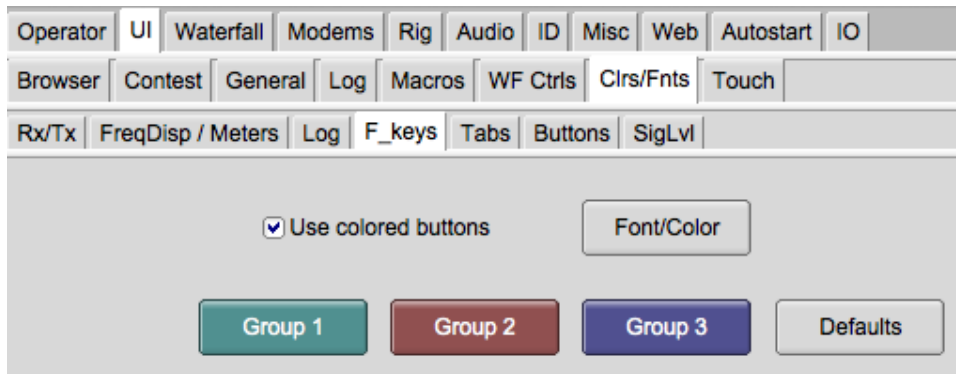 Operator UI Waterfall Modems Rig Audio ID Misc Web Autostart IO
Browser Contest General Log Macros WF Ctrls Clrs/Fnts Touch
Rx/Tx FreqDisp / Meters Log F_keys Tabs Buttons SigLvl
Use colored buttons Font/Color
Group 1 Group 2 Group 3 Defaults